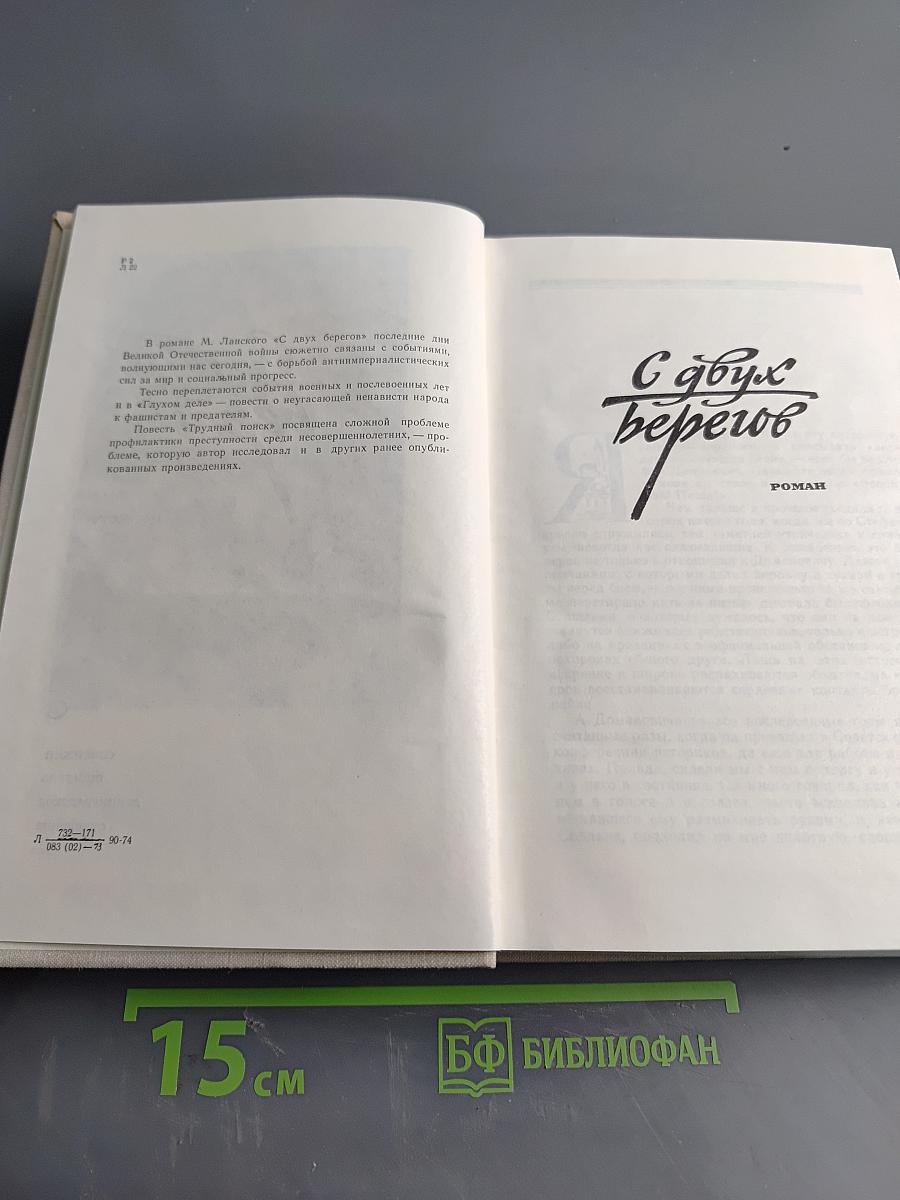 Р 2
Л 22
В романе М. Ланского «С двух берегов» последние дни
Великой Отечественной войны сюжетно связаны с событиями,
волнующими нас сегодня, — с борьбой антиимпериалистических
сил за мир и социальный прогресс.
Тесно переплетаются события военных и послевоенных лет
и в «Глухом деле» — повести о неугасающей ненависти народа
к фашистам и предателям.
Повесть «Трудный поиск» посвящена сложной проблеме
профилактики преступности среди несовершеннолетних, — про-
блеме, которую автор исследовал и в других ранее опубли-
кованных произведениях.
Л 732—171
083 (02)—73 90-74
С двух
берегов
РОМАН
15 см
БФ БИБЛИОФАН